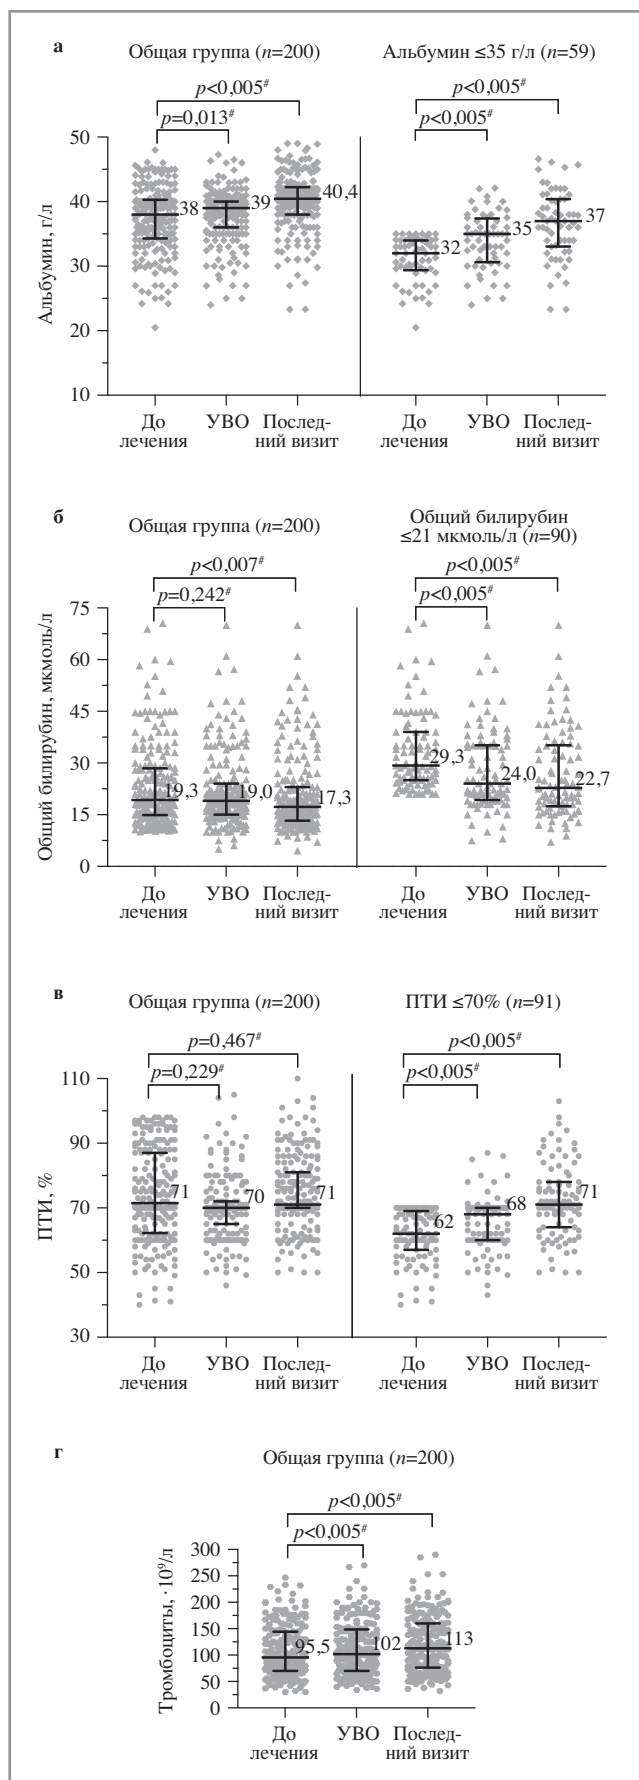 а
Общая группа (n=200)
Альбумин ≤35 г/л (n=59)
p<0,005#
p=0,013#
p<0,005#
p<0,005#
Альбумин, г/л
50
40
30
20
10
38
39
40,4
32
35
37
До лечения
УВО
Послед-
ний визит
До лечения
УВО
Послед-
ний визит
б
Общая группа (n=200)
Общий билирубин
≤21 мкмоль/л (n=90)
p<0,007#
p=0,242#
p<0,005#
p<0,005#
Общий билирубин, мкмоль/л
75
60
45
30
15
0
19,3
19,0
17,3
29,3
24,0
22,7
До лечения
УВО
Послед-
ний визит
До лечения
УВО
Послед-
ний визит
в
Общая группа (n=200)
ПТИ ≤70% (n=91)
p=0,467#
p=0,229#
p<0,005#
p<0,005#
ПТИ, %
110
90
70
50
30
71
70
71
62
68
71
До лечения
УВО
Послед-
ний визит
До лечения
УВО
Послед-
ний визит
г
Общая группа (n=200)
p<0,005#
p<0,005#
Тромбоциты, ·10⁹/л
300
250
200
150
100
50
0
95,5
102
113
До лечения
УВО
Послед-
ний визит